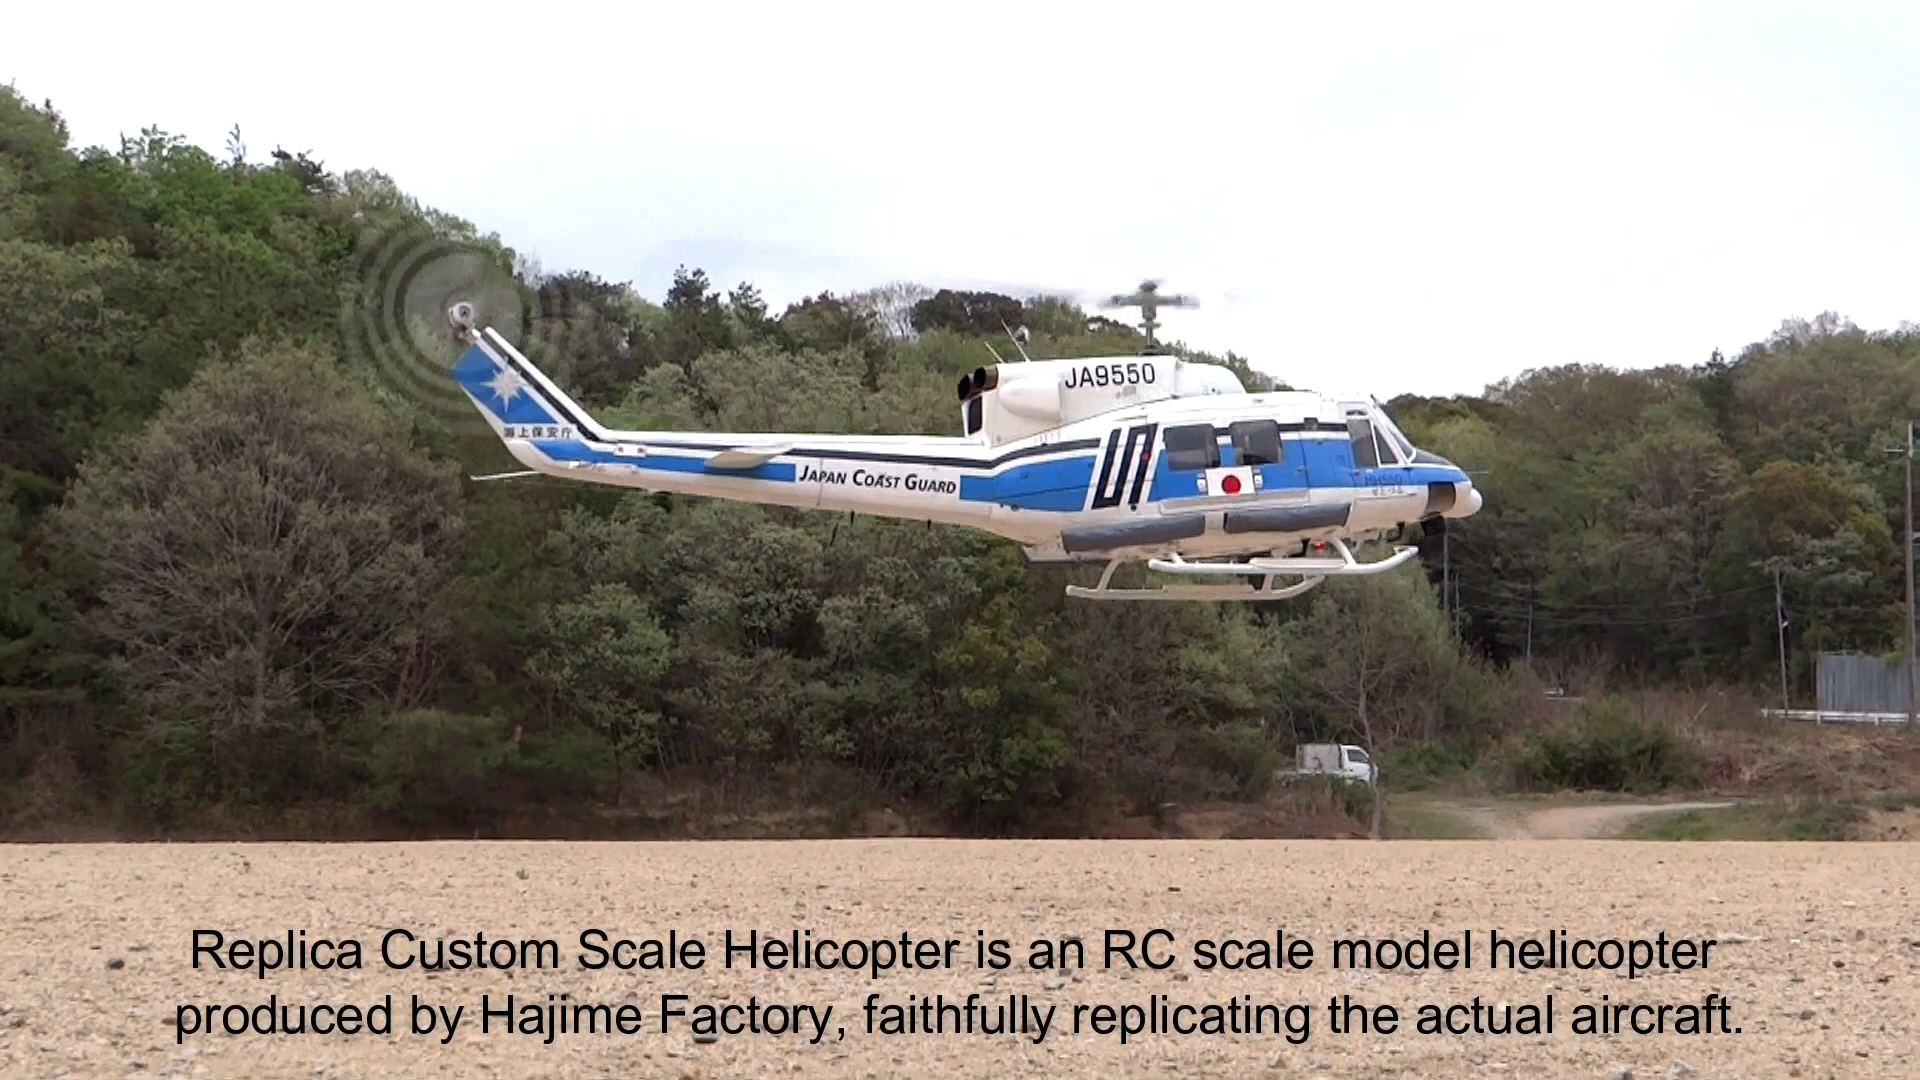 JA9550
海上保安庁
JAPAN COAST GUARD
Replica Custom Scale Helicopter is an RC scale model helicopter
produced by Hajime Factory, faithfully replicating the actual aircraft.